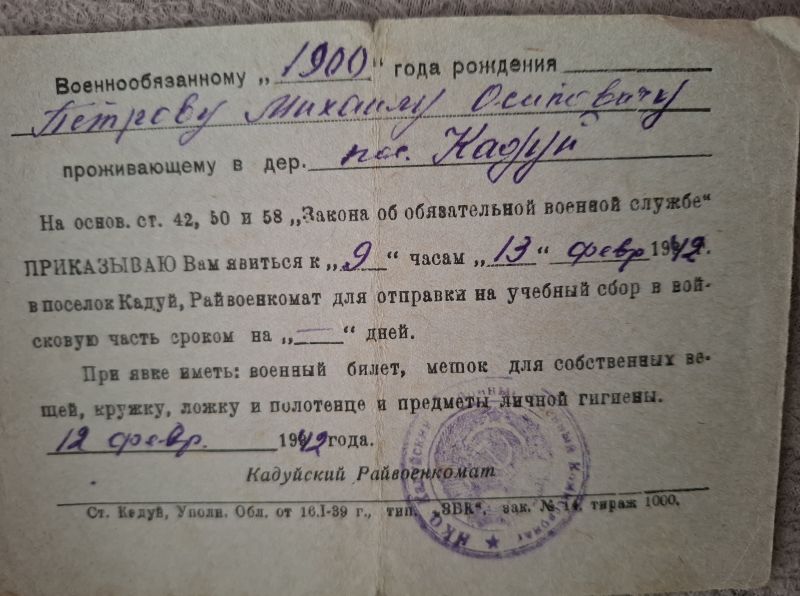 Военнообязанному „1900“ года рождения
Петрову Михаилу Осиповичу
проживающему в дер. пос. Кадуй
На основ. ст. 42, 50 и 58 „Закона об обязательной военной службе“
ПРИКАЗЫВАЮ Вам явиться к „9“ часам „13“ февр 1942г.
в поселок Кадуй, Райвоенкомат для отправки на учебный сбор в вой-
сковую часть сроком на „—“ дней.
При явке иметь: военный билет, мешок для собственных ве-
щей, кружку, ложку и полотенце и предметы личной гигиены.
12 февр. 1942 года.
Кадуйский Райвоенкомат
Ст. Кедуй, Уполн. Обл. от 16.I-39 г., тип. „ЗВК“, зак. № 14, тираж 1000.
НКО